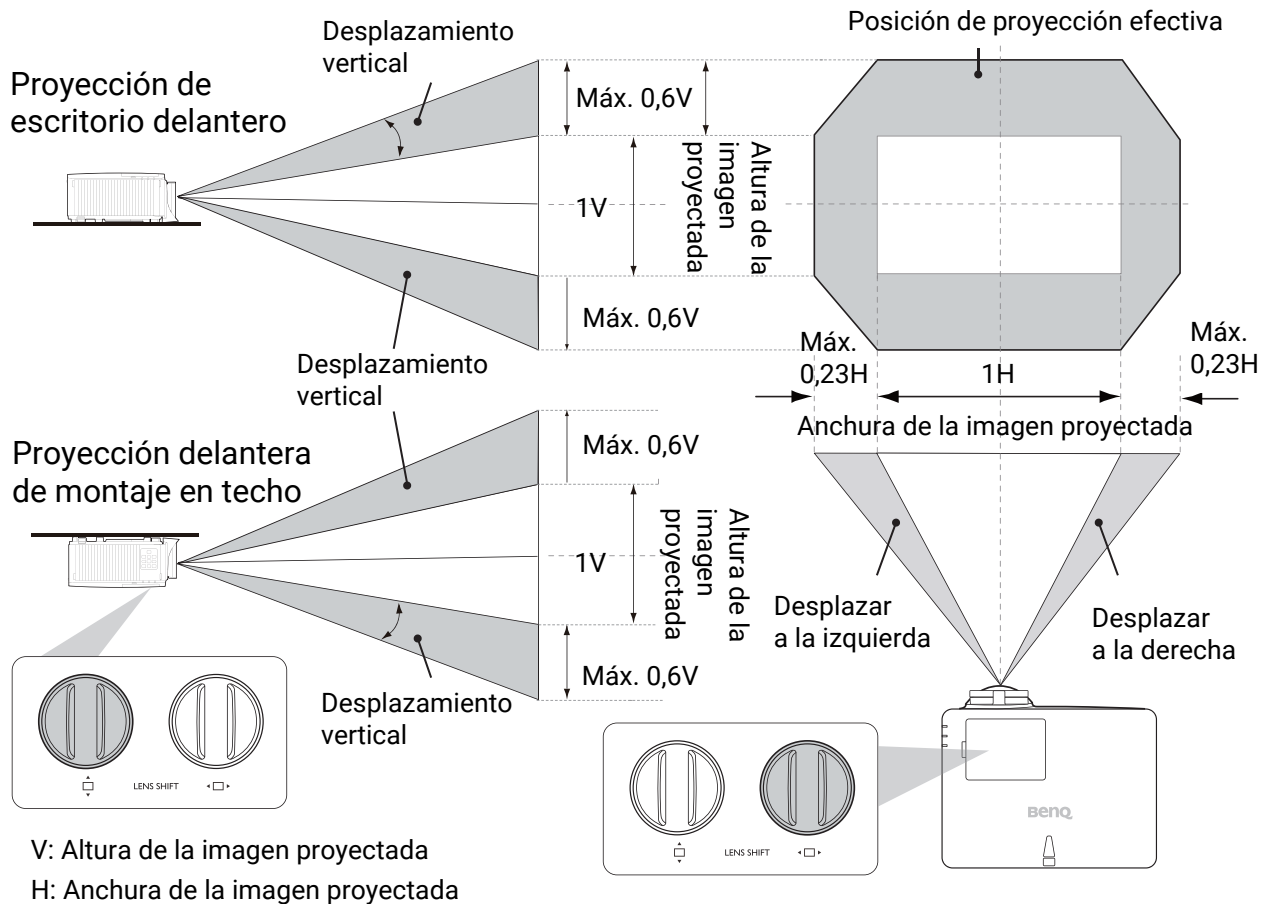 Posición de proyección efectiva
Desplazamiento
vertical
Proyección de
escritorio delantero
Máx. 0,6V
1V
Altura de la
imagen
proyectada
Máx. 0,6V
Desplazamiento
vertical
Máx.
0,23H
1H
Máx.
0,23H
Anchura de la imagen proyectada
Proyección delantera
de montaje en techo
Máx. 0,6V
1V
Altura de la
imagen
proyectada
Máx. 0,6V
Desplazamiento
vertical
Desplazar
a la izquierda
Desplazar
a la derecha
LENS SHIFT
LENS SHIFT
BenQ
V: Altura de la imagen proyectada
H: Anchura de la imagen proyectada